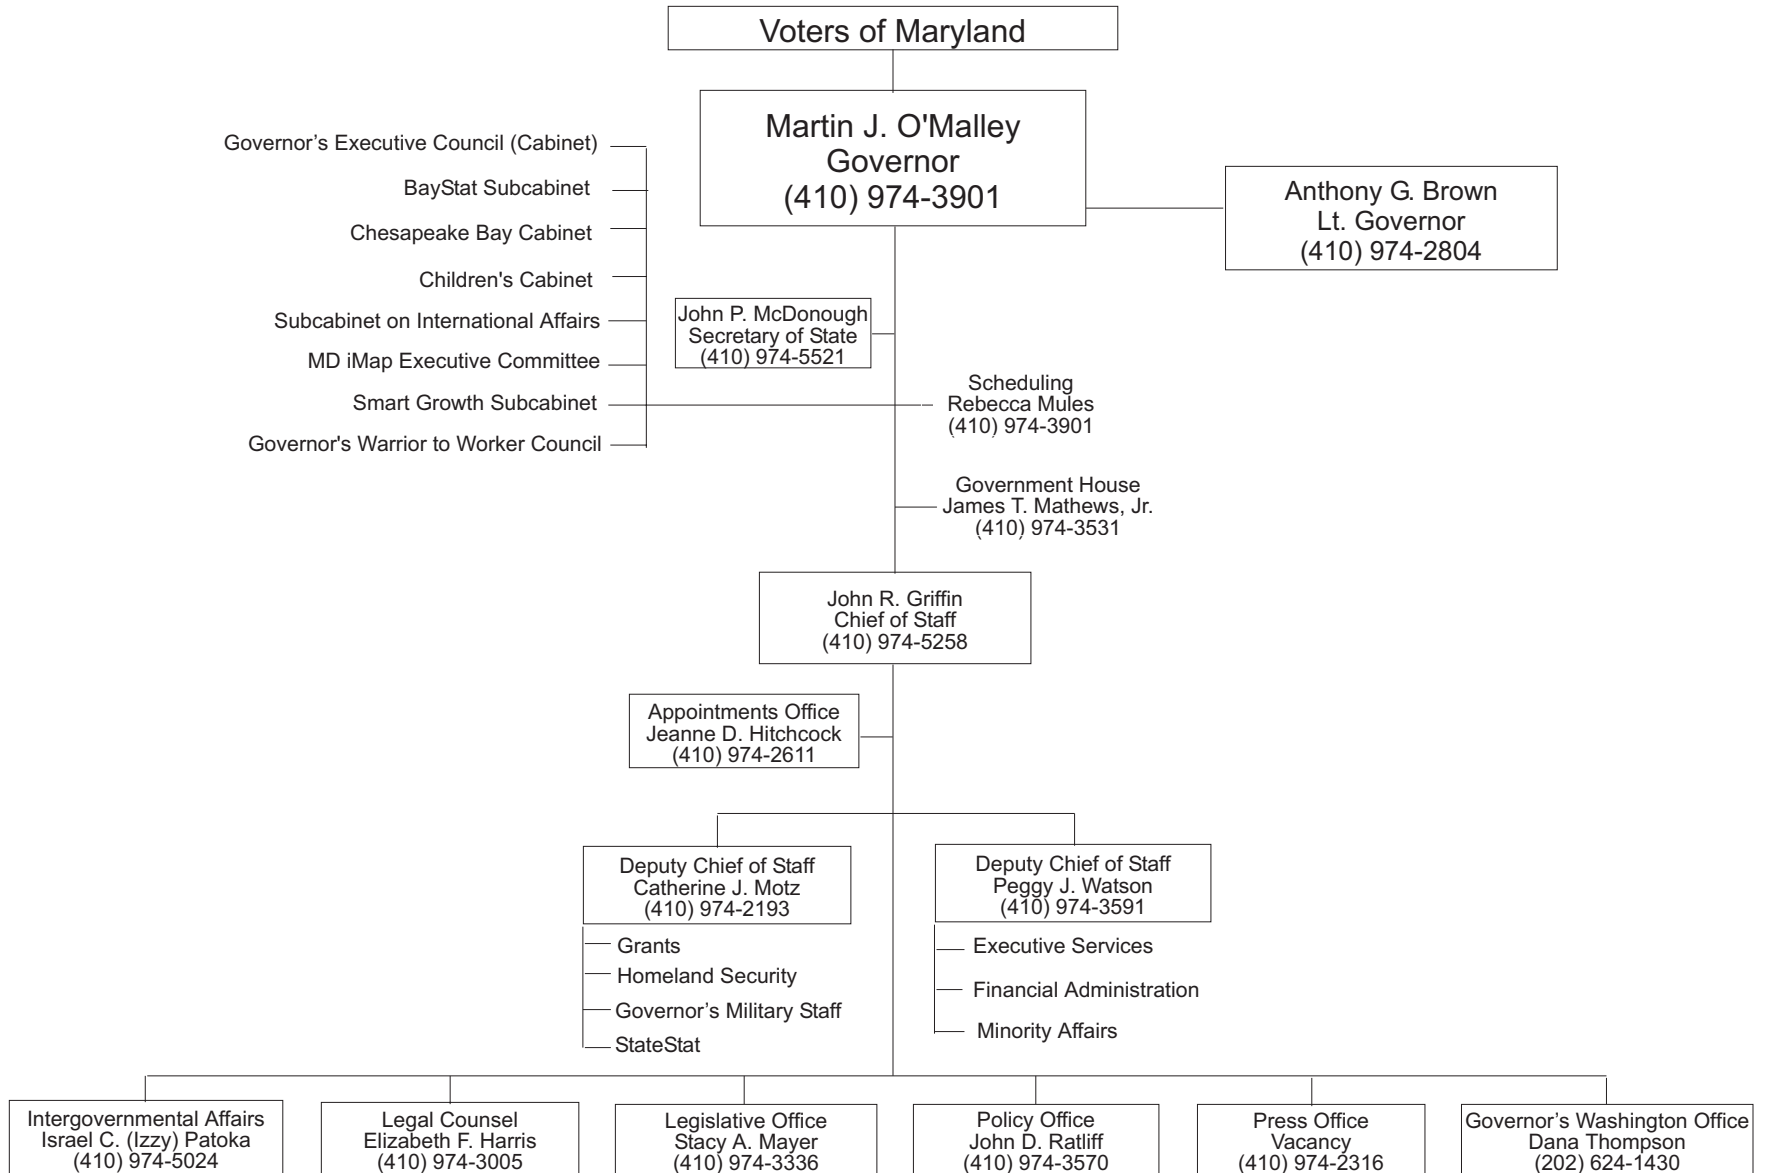 Voters of Maryland
Martin J. O'Malley
Governor
(410) 974-3901
Anthony G. Brown
Lt. Governor
(410) 974-2804
Governor’s Executive Council (Cabinet)
BayStat Subcabinet
Chesapeake Bay Cabinet
Children's Cabinet
Subcabinet on International Affairs
MD iMap Executive Committee
Smart Growth Subcabinet
Governor's Warrior to Worker Council
John P. McDonough
Secretary of State
(410) 974-5521
Scheduling
Rebecca Mules
(410) 974-3901
Government House
James T. Mathews, Jr.
(410) 974-3531
John R. Griffin
Chief of Staff
(410) 974-5258
Appointments Office
Jeanne D. Hitchcock
(410) 974-2611
Deputy Chief of Staff
Catherine J. Motz
(410) 974-2193
Grants
Homeland Security
Governor’s Military Staff
StateStat
Deputy Chief of Staff
Peggy J. Watson
(410) 974-3591
Executive Services
Financial Administration
Minority Affairs
Intergovernmental Affairs
Israel C. (Izzy) Patoka
(410) 974-5024
Legal Counsel
Elizabeth F. Harris
(410) 974-3005
Legislative Office
Stacy A. Mayer
(410) 974-3336
Policy Office
John D. Ratliff
(410) 974-3570
Press Office
Vacancy
(410) 974-2316
Governor’s Washington Office
Dana Thompson
(202) 624-1430